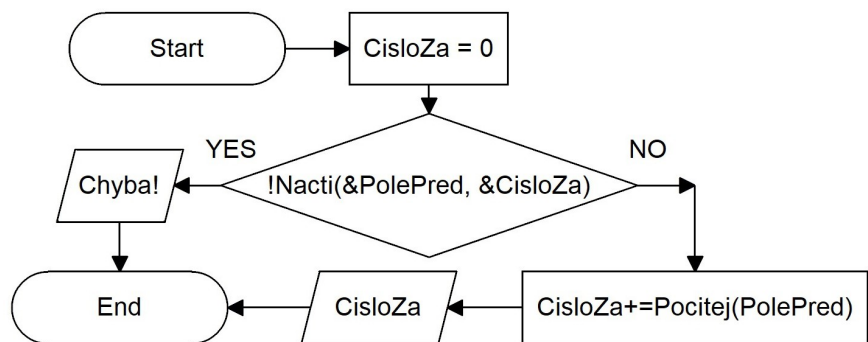 Start
CisloZa = 0
YES
NO
Chyba!
!Nacti(&PolePred, &CisloZa)
End
CisloZa
CisloZa+=Pocitej(PolePred)